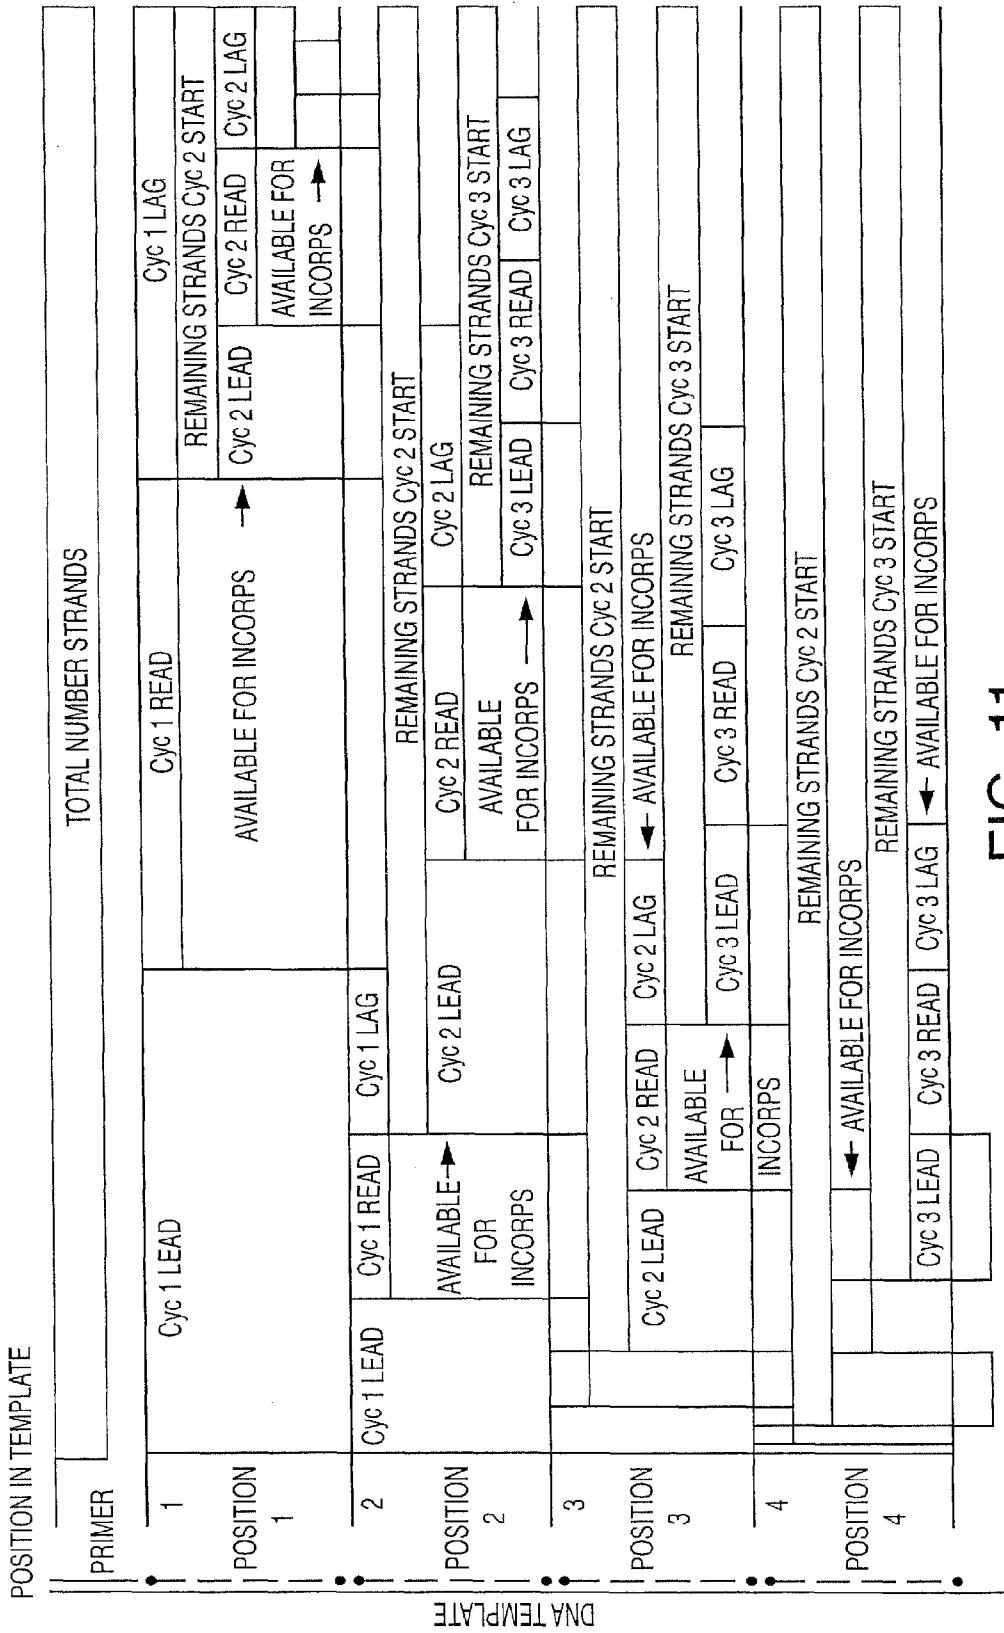 POSITION IN TEMPLATE
DNA TEMPLATE
PRIMER
TOTAL NUMBER STRANDS
1
POSITION
1
Cyc 1 LEAD
Cyc 1 READ
Cyc 1 LAG
AVAILABLE FOR INCORPS
REMAINING STRANDS Cyc 2 START
Cyc 2 LEAD
Cyc 2 READ
Cyc 2 LAG
AVAILABLE FOR
INCORPS
2
POSITION
2
Cyc 1 LEAD
Cyc 1 READ
Cyc 1 LAG
AVAILABLE
FOR
INCORPS
REMAINING STRANDS Cyc 2 START
Cyc 2 LEAD
Cyc 2 READ
Cyc 2 LAG
AVAILABLE
FOR INCORPS
REMAINING STRANDS Cyc 3 START
Cyc 3 LEAD
Cyc 3 READ
Cyc 3 LAG
3
POSITION
3
REMAINING STRANDS Cyc 2 START
Cyc 2 LEAD
Cyc 2 READ
Cyc 2 LAG
AVAILABLE FOR INCORPS
AVAILABLE
FOR
INCORPS
REMAINING STRANDS Cyc 3 START
Cyc 3 LEAD
Cyc 3 READ
Cyc 3 LAG
4
POSITION
4
REMAINING STRANDS Cyc 2 START
AVAILABLE FOR INCORPS
REMAINING STRANDS Cyc 3 START
Cyc 3 LEAD
Cyc 3 READ
Cyc 3 LAG
AVAILABLE FOR INCORPS